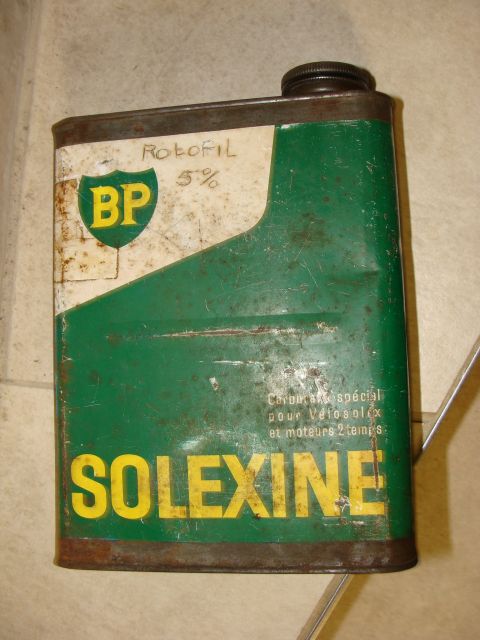 Rotofil
5%
BP
Carburant spécial
pour Vélosolex
et moteurs 2 temps
SOLEXINE